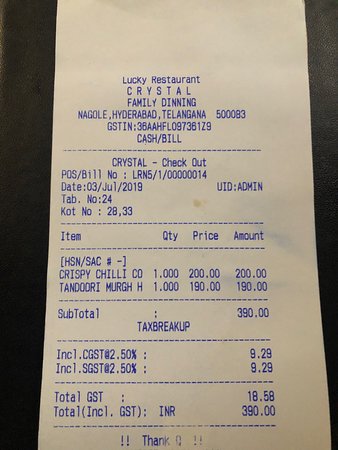 Lucky Restaurant
C R Y S T A L
FAMILY DINNING
NAGOLE,HYDERABAD,TELANGANA 500083
GSTIN:36AAHFL097361Z9
CASH/BILL
CRYSTAL - Check Out
POS/Bill No : LRN5/1/00000014
Date:03/Jul/2019 UID:ADMIN
Tab. No:24
Kot No : 28,33
Item Qty Price Amount
[HSN/SAC # -]
CRISPY CHILLI CO 1.000 200.00 200.00
TANDOORI MURGH H 1.000 190.00 190.00
SubTotal : 390.00
TAXBREAKUP
Incl.CGST@2.50% : 9.29
Incl.SGST@2.50% : 9.29
Total GST : 18.58
Total(Incl. GST): INR 390.00
!! Thank Q !!